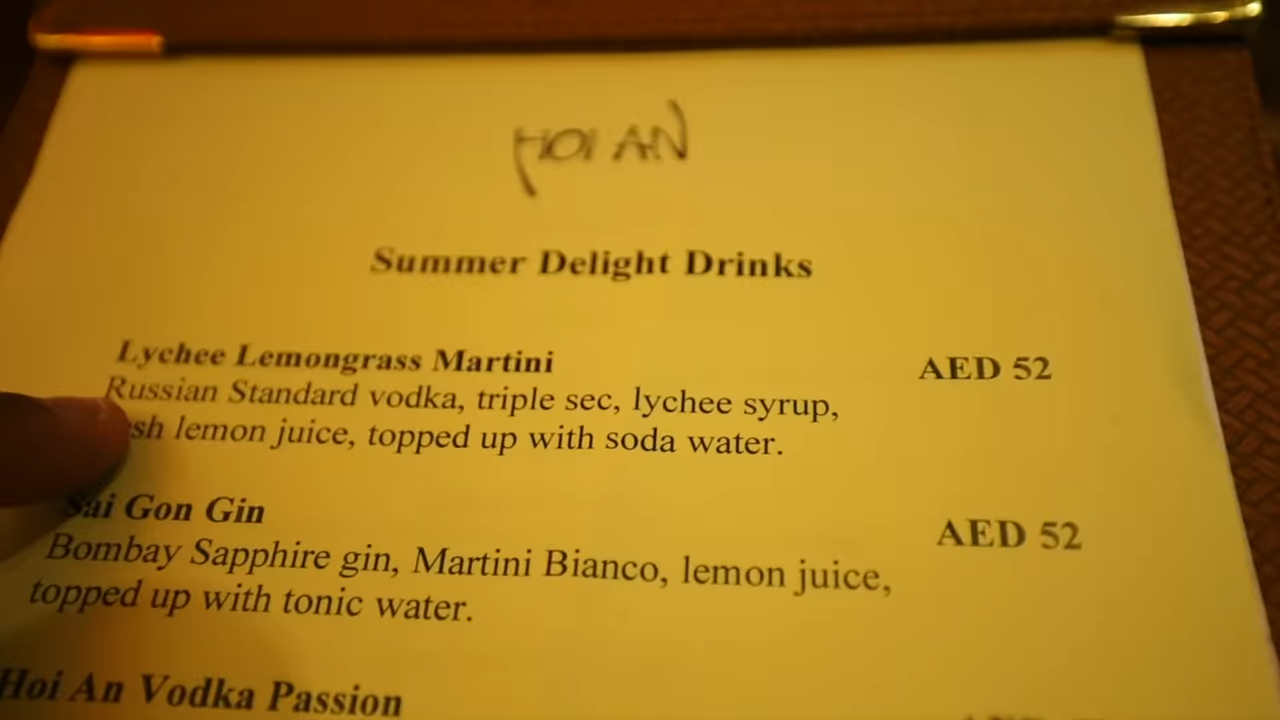 HOI AN
Summer Delight Drinks
Lychee Lemongrass Martini AED 52
Russian Standard vodka, triple sec, lychee syrup,
lemon juice, topped up with soda water.
Sai Gon Gin AED 52
Bombay Sapphire gin, Martini Bianco, lemon juice,
topped up with tonic water.
Hoi An Vodka Passion